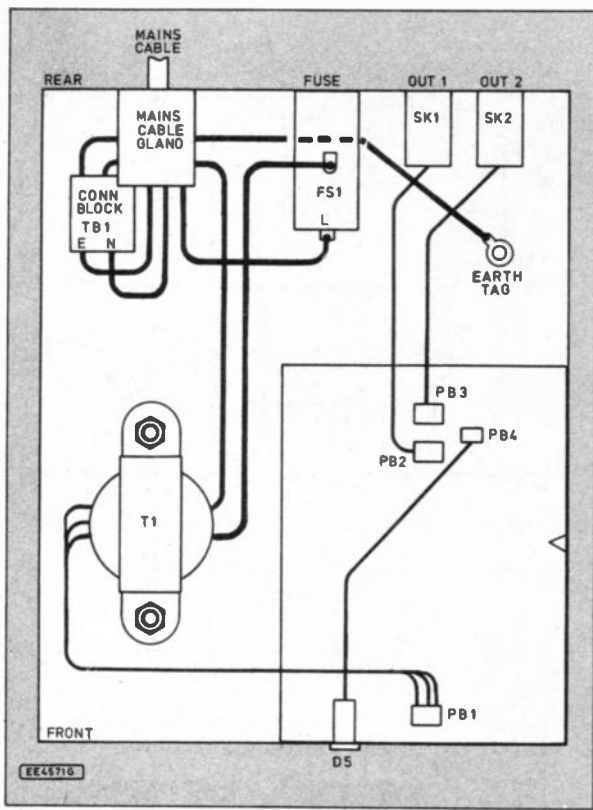 MAINS
CABLE
REAR
FUSE
OUT 1
OUT 2
MAINS
CABLE
GLAND
SK1
SK2
CONN
BLOCK
TB1
E N
FS1
L
EARTH
TAG
PB3
PB4
PB2
T1
PB1
FRONT
D5
EE4571G